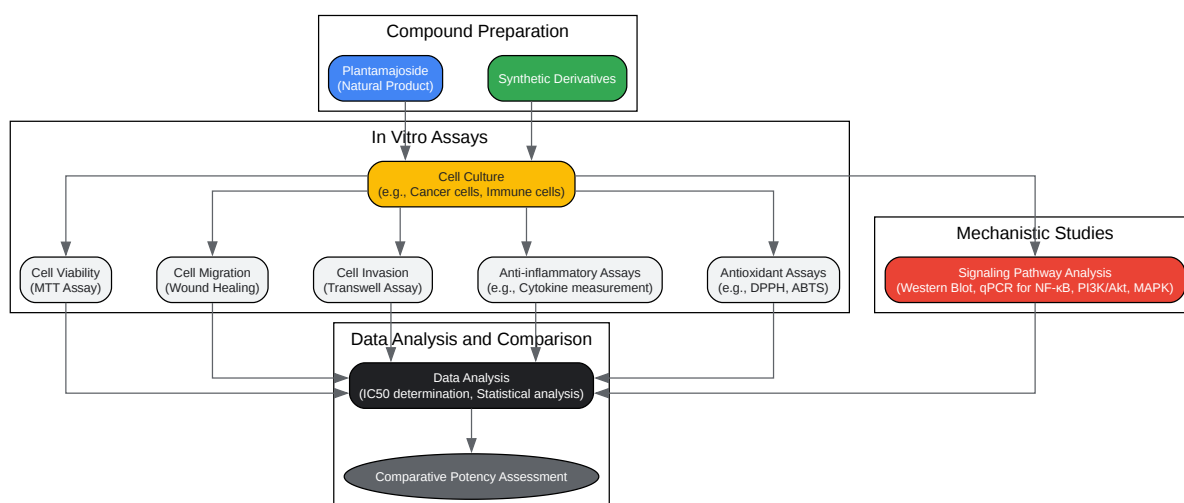 Compound Preparation
Plantamajoside
(Natural Product)
Synthetic Derivatives
In Vitro Assays
Cell Culture
(e.g., Cancer cells, Immune cells)
Mechanistic Studies
Cell Viability
(MTT Assay)
Cell Migration
(Wound Healing)
Cell Invasion
(Transwell Assay)
Anti-inflammatory Assays
(e.g., Cytokine measurement)
Antioxidant Assays
(e.g., DPPH, ABTS)
Signaling Pathway Analysis
(Western Blot, qPCR for NF-κB, PI3K/Akt, MAPK)
Data Analysis and Comparison
Data Analysis
(IC50 determination, Statistical analysis)
Comparative Potency Assessment